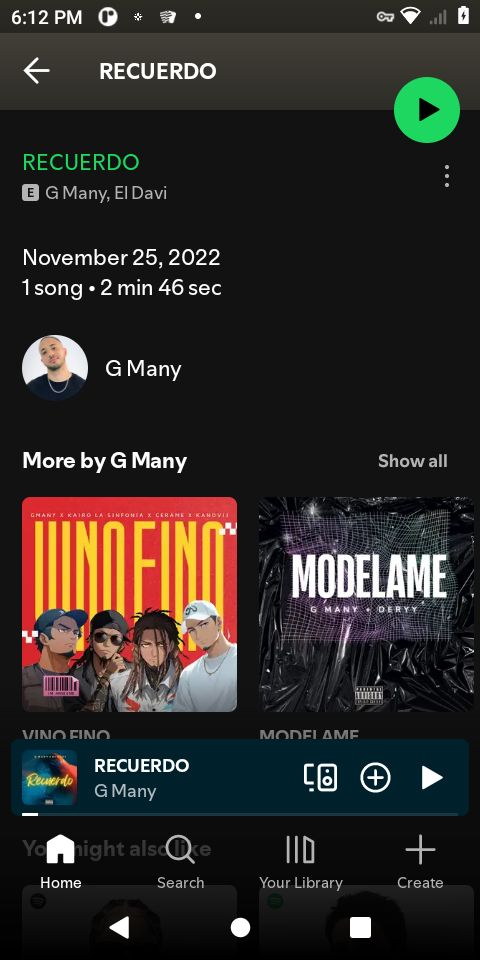 6:12 PM
RECUERDO
RECUERDO
E G Many, El Davi
November 25, 2022
1 song • 2 min 46 sec
G Many
More by G Many
Show all
GMANY X KAIRO LA SINFONIA X CERAME X KANDVII
VINO FINO
MODELAME
G MANY • DERYY
VINO FINO
MODELAME
Recuerdo
RECUERDO
G Many
You might also like
Home
Search
Your Library
Create